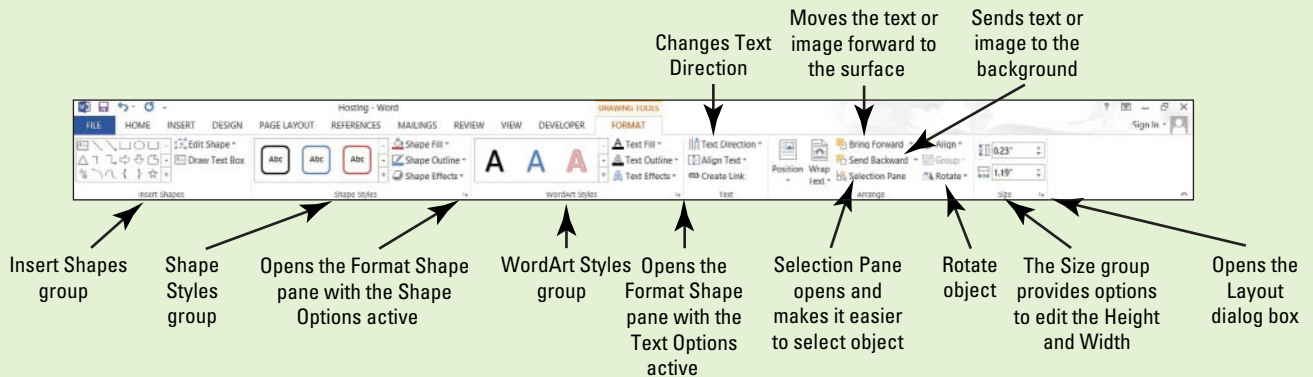 Changes Text
Direction
Moves the text or
image forward to
the surface
Sends text or
image to the
background
Hosting - Word
DRAWING TOOLS
?
FILE HOME INSERT DESIGN PAGE LAYOUT REFERENCES MAILINGS REVIEW VIEW DEVELOPER FORMAT
Sign In
Edit Shape
Draw Text Box
Insert Shapes
Abc Abc Abc
Shape Fill
Shape Outline
Shape Effects
Shape Styles
A A A
Text Fill
Text Outline
Text Effects
WordArt Styles
Text Direction
Align Text
Create Link
Text
Position
Wrap
Text
Bring Forward
Send Backward
Selection Pane
Align
Group
Rotate
Arrange
0.23"
1.19"
Size
Insert Shapes
group
Shape
Styles
group
Opens the Format Shape
pane with the Shape
Options active
WordArt Styles
group
Opens the
Format Shape
pane with the
Text Options
active
Selection Pane
opens and
makes it easier
to select object
Rotate
object
The Size group
provides options
to edit the Height
and Width
Opens the
Layout
dialog box